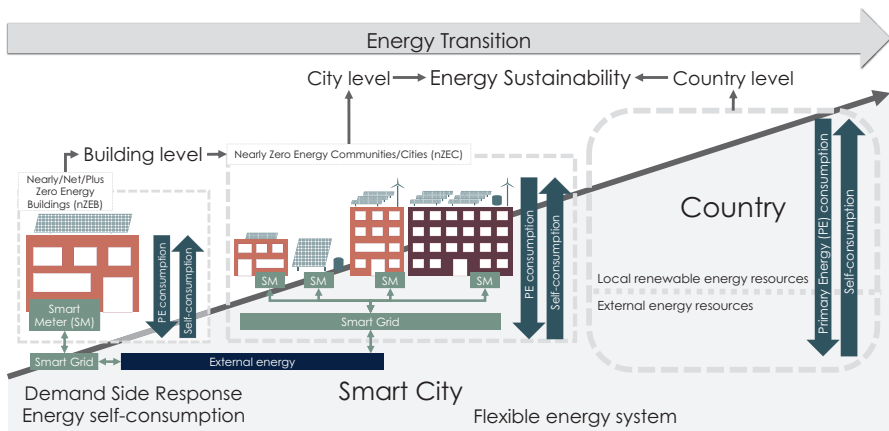 Energy Transition
City level
Energy Sustainability
Country level
Building level
Nearly Zero Energy Communities/Cities (nZEC)
Nearly/Net/Plus
Zero Energy
Buildings (nZEB)
PE consumption
Self-consumption
Smart
Meter (SM)
Smart Grid
External energy
SM
SM
SM
SM
Smart Grid
PE consumption
Self-consumption
Country
Local renewable energy resources
External energy resources
Primary Energy (PE) consumption
Self-consumption
Demand Side Response
Energy self-consumption
Smart City
Flexible energy system